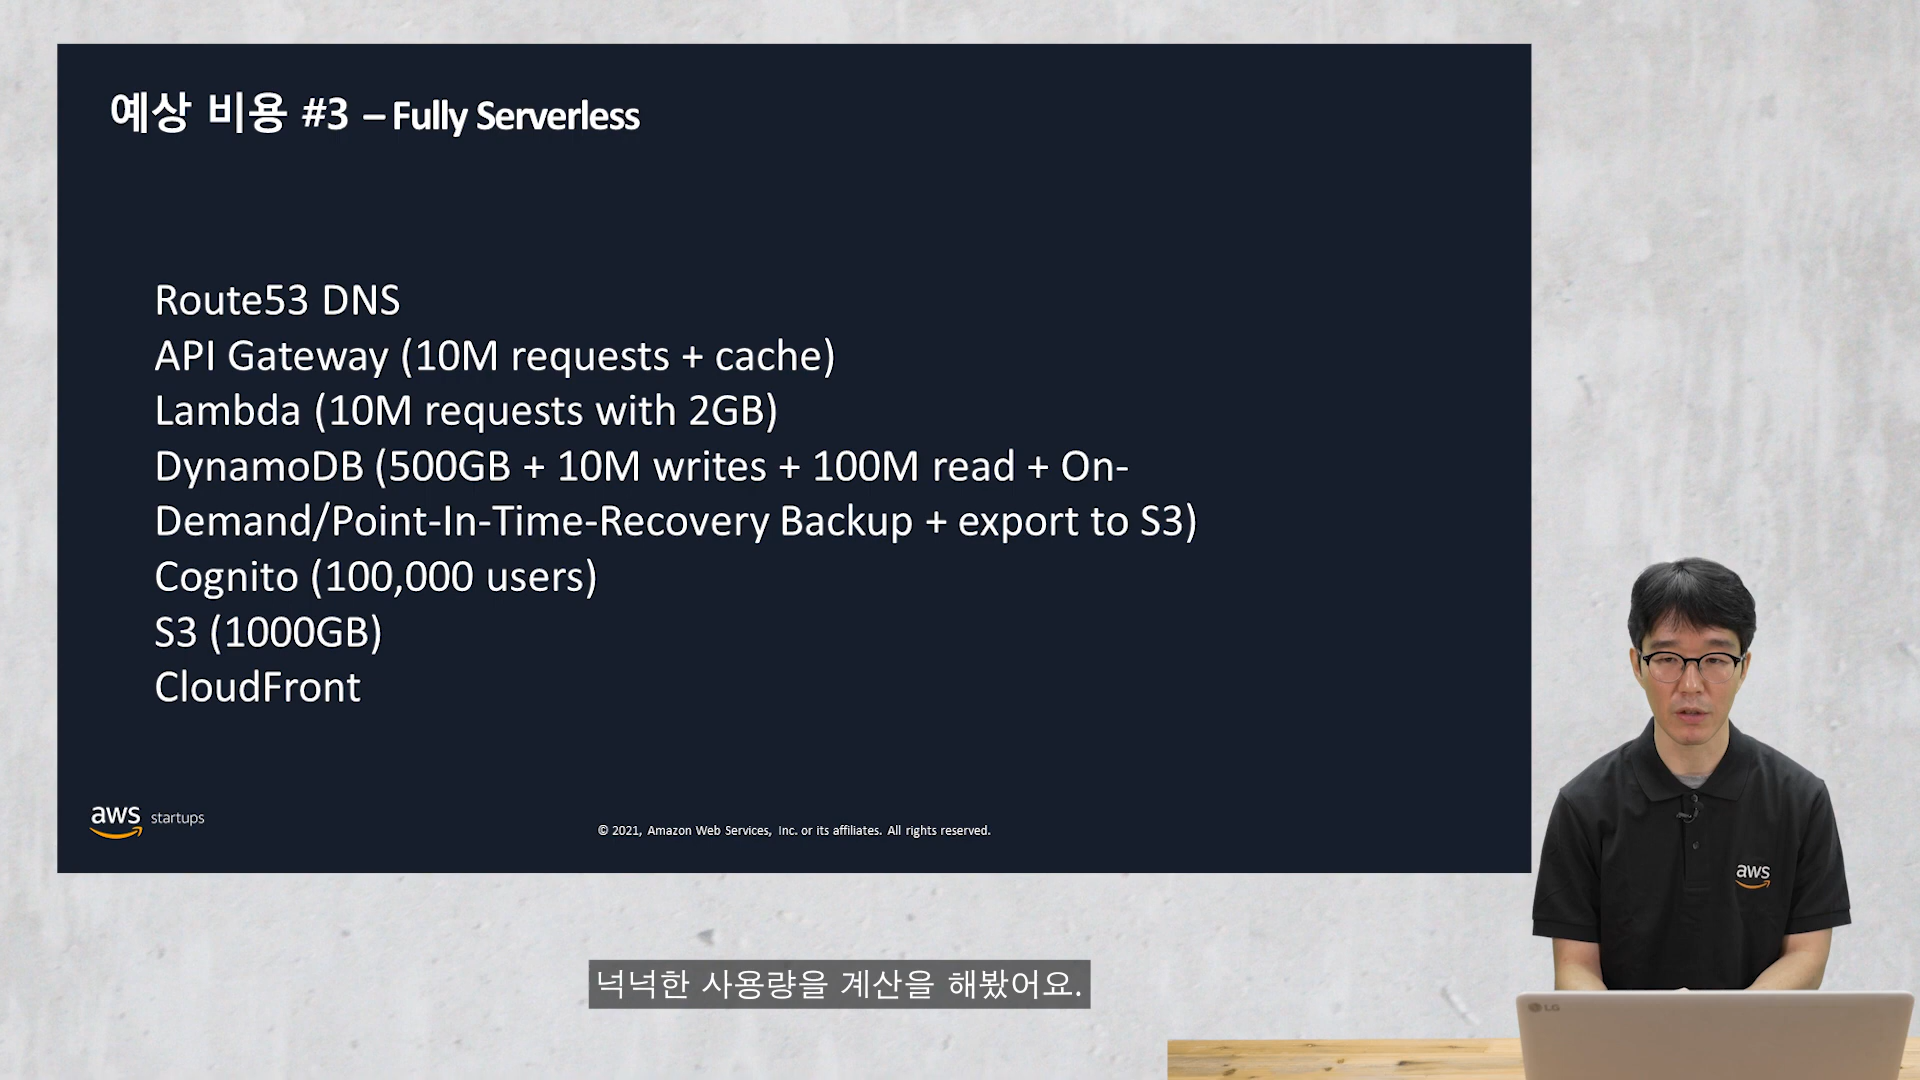 예상 비용 #3 – Fully Serverless
Route53 DNS
API Gateway (10M requests + cache)
Lambda (10M requests with 2GB)
DynamoDB (500GB + 10M writes + 100M read + On-
Demand/Point-In-Time-Recovery Backup + export to S3)
Cognito (100,000 users)
S3 (1000GB)
CloudFront
aws startups
© 2021, Amazon Web Services, Inc. or its affiliates. All rights reserved.
aws
넉넉한 사용량을 계산을 해봤어요.
LG